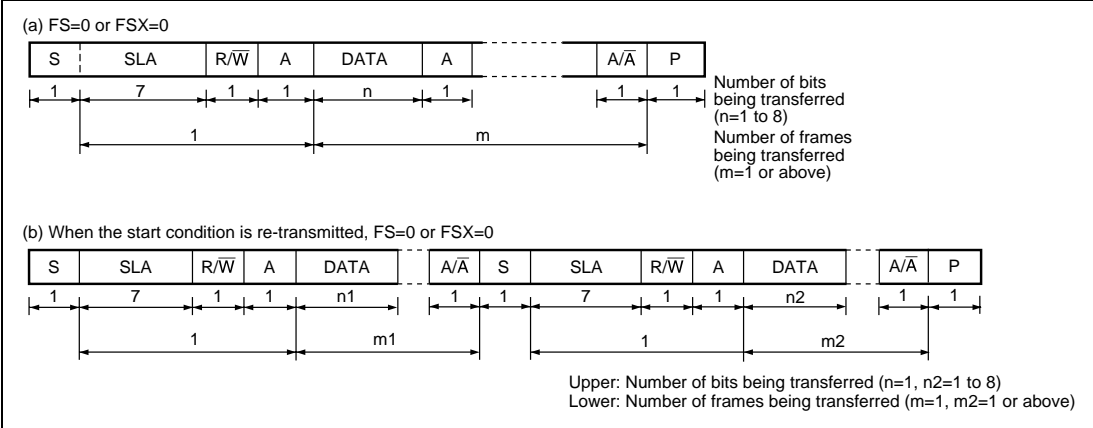 (a) FS=0 or FSX=0
S SLA R/W̅ A DATA A A/A̅ P
1 7 1 1 n 1 1 1
Number of bits
being transferred
(n=1 to 8)
1 m
Number of frames
being transferred
(m=1 or above)
(b) When the start condition is re-transmitted, FS=0 or FSX=0
S SLA R/W̅ A DATA A/A̅ S SLA R/W̅ A DATA A/A̅ P
1 7 1 1 n1 1 1 7 1 1 n2 1 1
1 m1 1 m2
Upper: Number of bits being transferred (n=1, n2=1 to 8)
Lower: Number of frames being transferred (m=1, m2=1 or above)